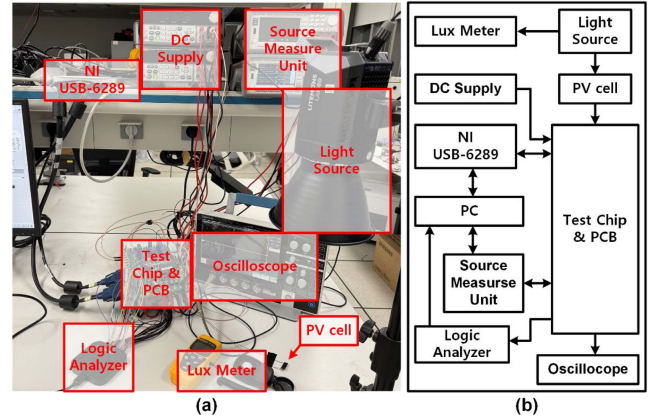 DC
Supply
Source
Measure
Unit
NI
USB-6289
Light
Source
Test
Chip &
PCB
Oscilloscope
PV cell
Logic
Analyzer
Lux Meter
(a)
Lux Meter
Light
Source
DC Supply
PV cell
NI
USB-6289
PC
Test Chip
& PCB
Source
Measurse
Unit
Logic
Analyzer
Oscillocope
(b)